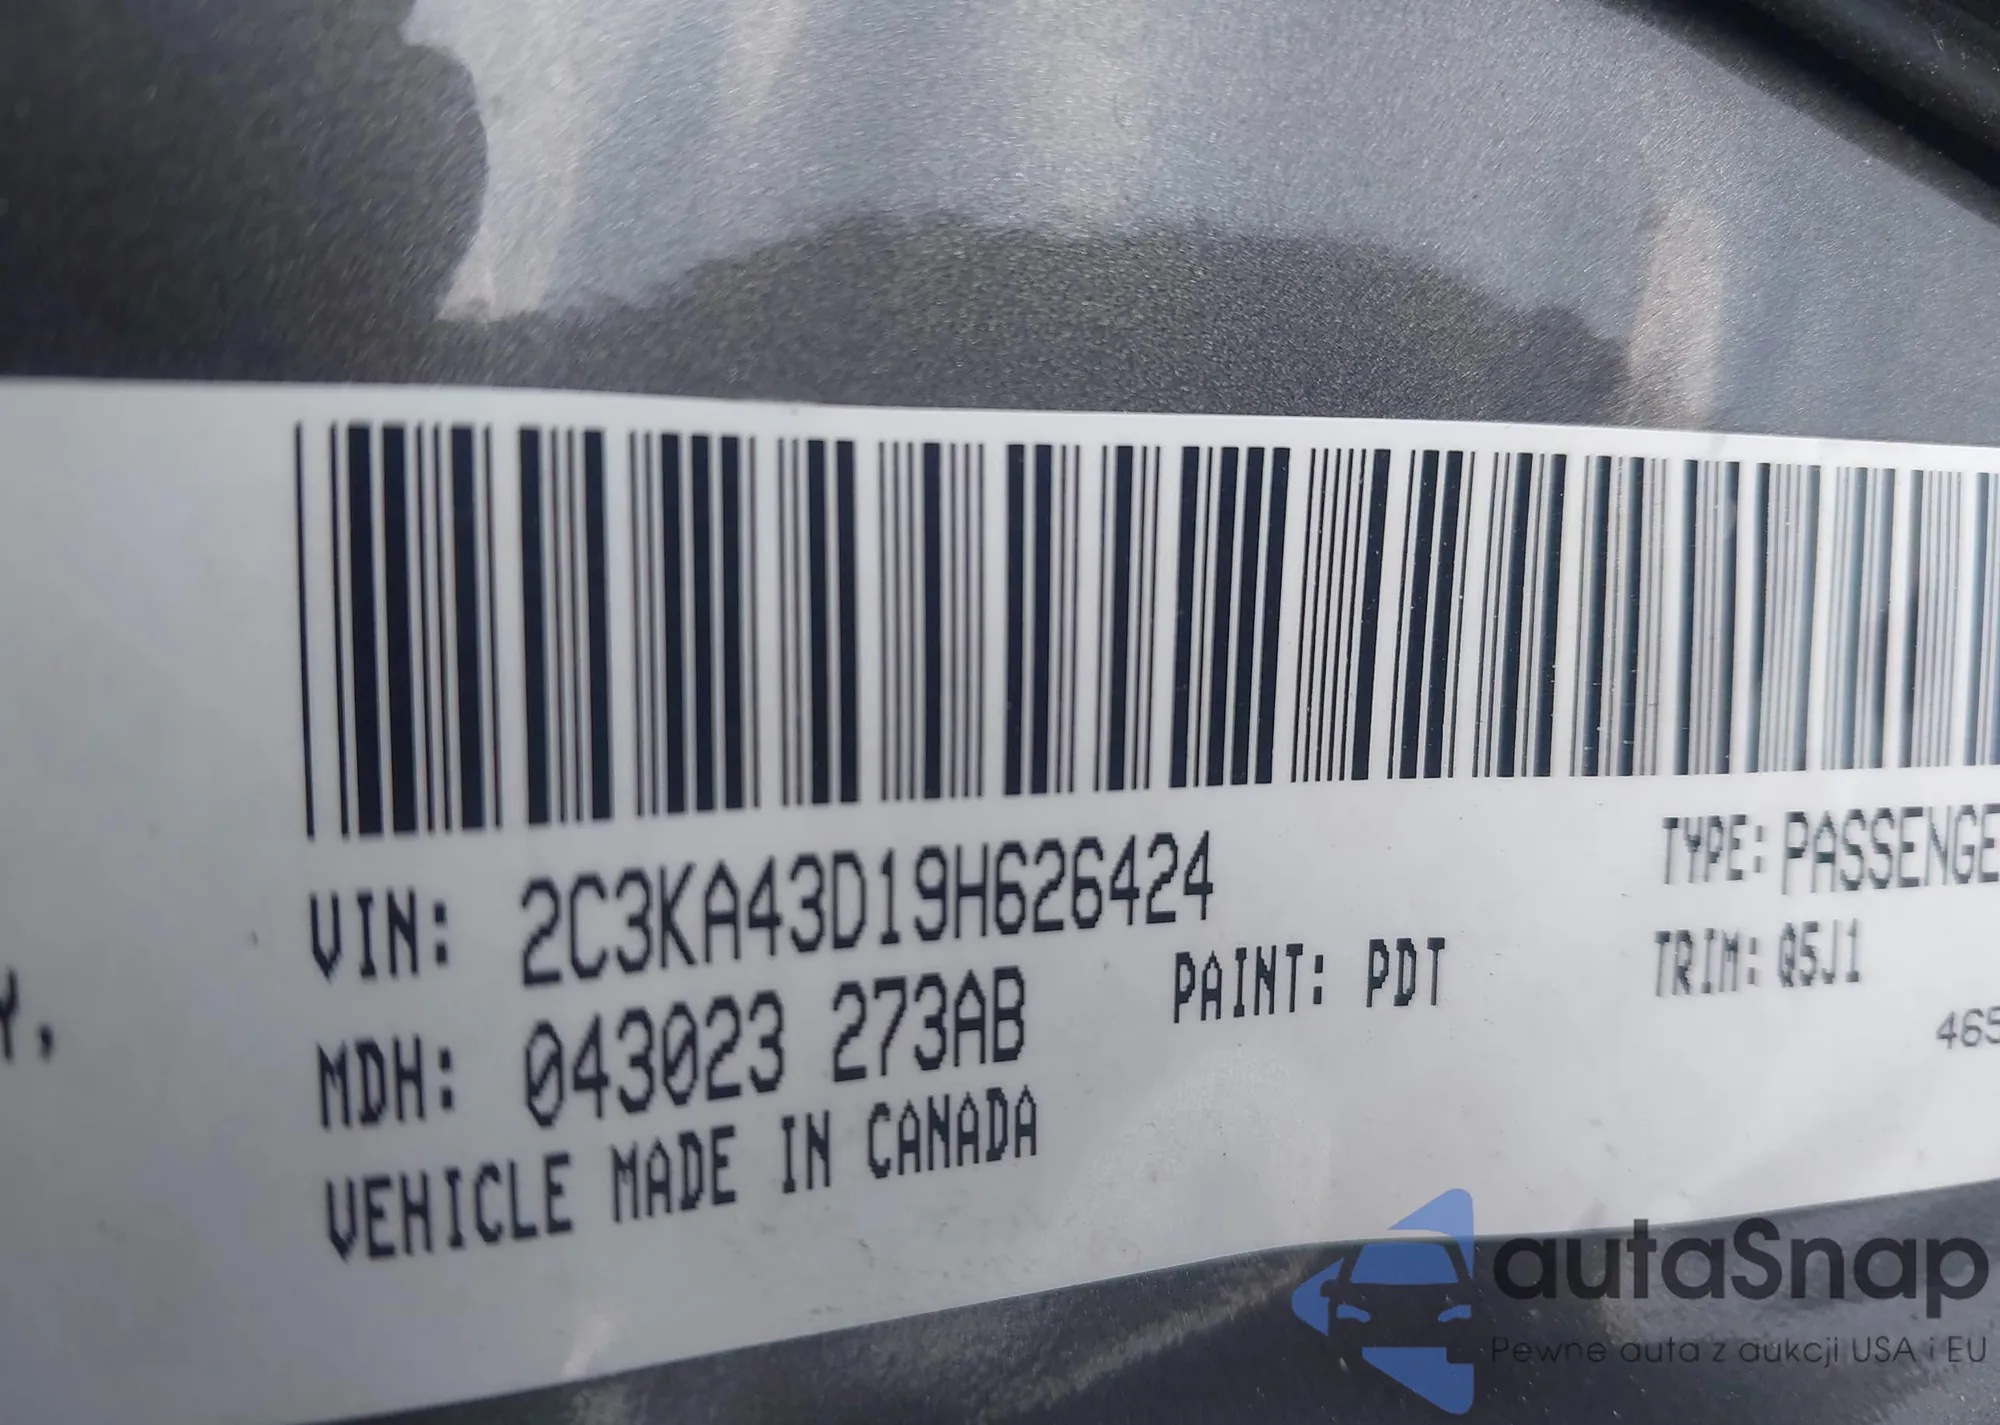 VIN: 2C3KA43D19H626424
TYPE: PASSENGE
MDH: 043023 273AB
PAINT: PDT
TRIM: Q5J1
465
VEHICLE MADE IN CANADA
Y,
autaSnap
Pewne auta z aukcji USA i EU